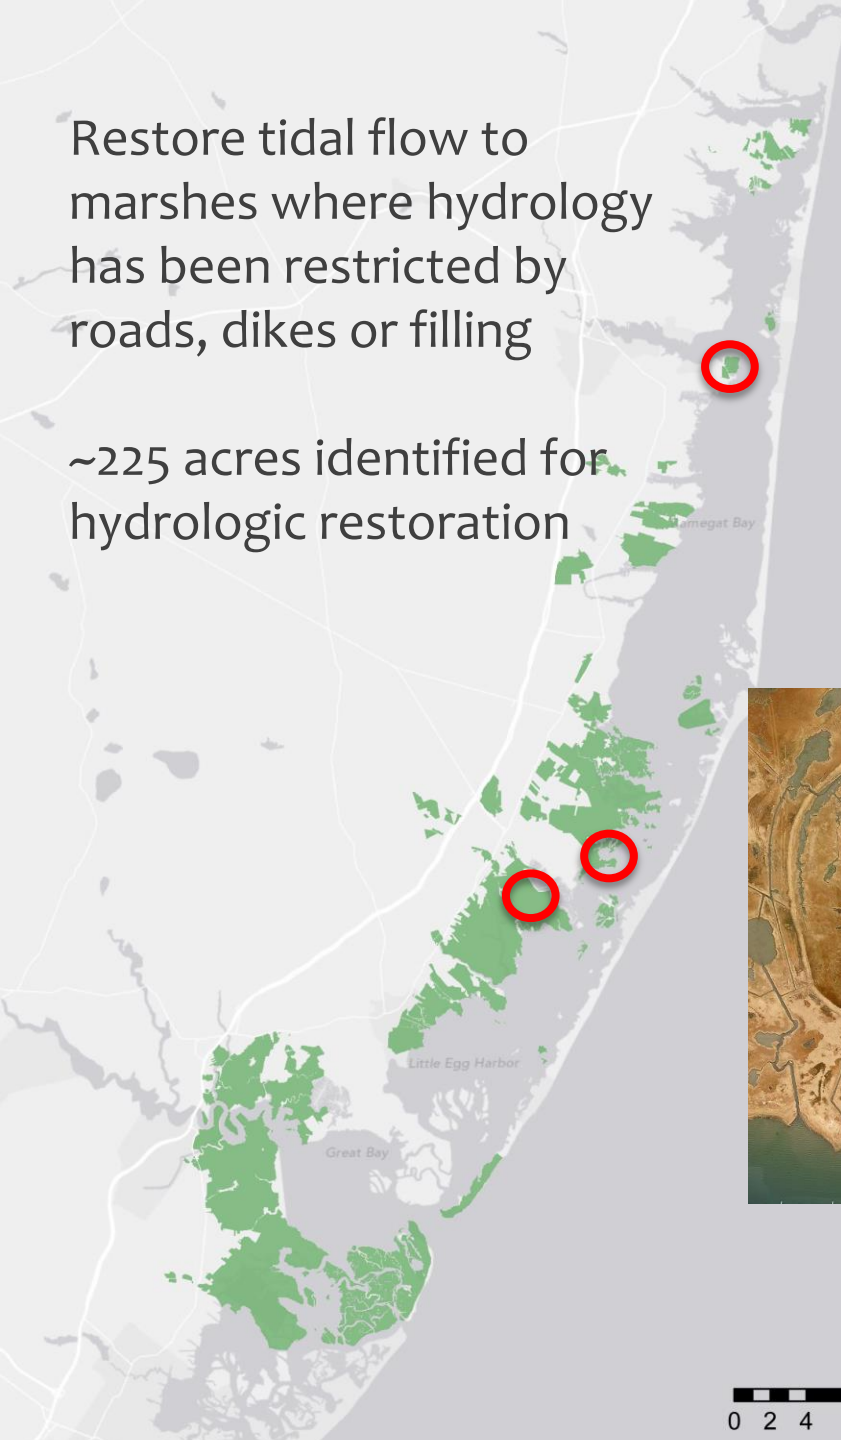 Restore tidal flow to
marshes where hydrology
has been restricted by
roads, dikes or filling
~225 acres identified for
hydrologic restoration
Bay
Little Egg Harbor
Great Bay
0 2 4